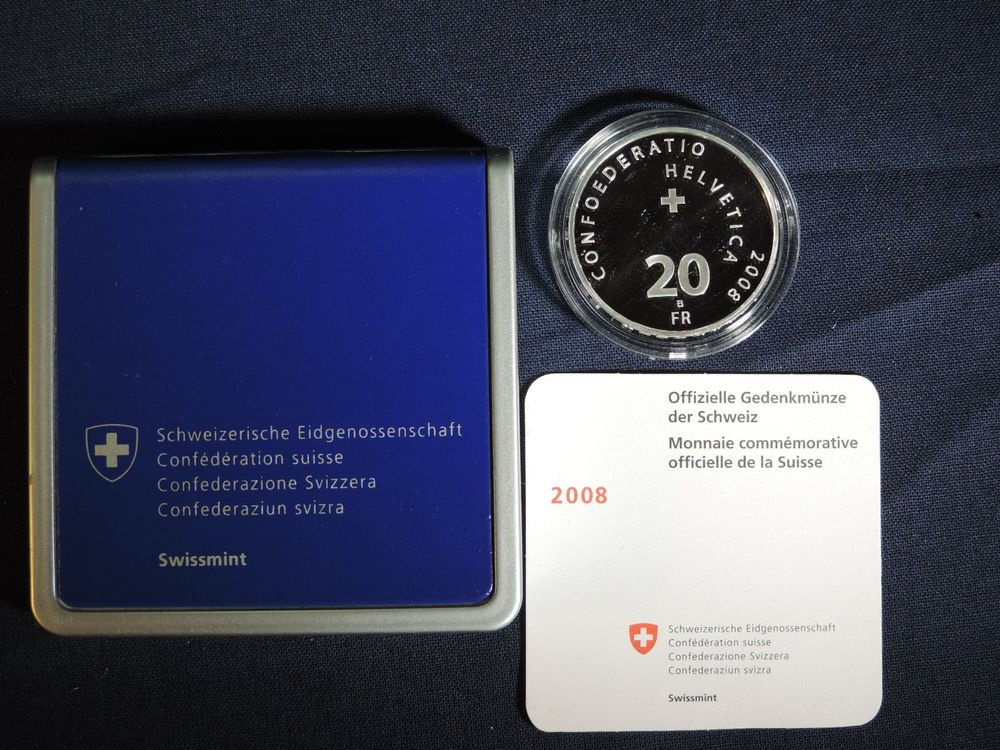 Schweizerische Eidgenossenschaft
Confédération suisse
Confederazione Svizzera
Confederaziun svizra
Swissmint
CONFOEDERATIO
HELVETICA
2008
20
B
FR
Offizielle Gedenkmünze
der Schweiz
Monnaie commémorative
officielle de la Suisse
2008
Schweizerische Eidgenossenschaft
Confédération suisse
Confederazione Svizzera
Confederaziun svizra
Swissmint